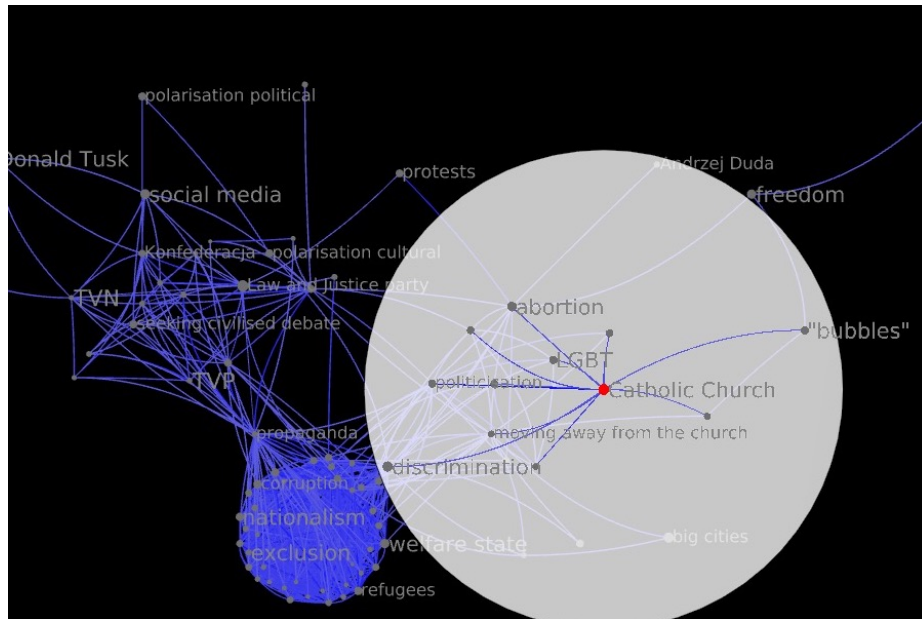 polarisation political
Donald Tusk
protests
Andrzej Duda
social media
freedom
Konfederacja
polarisation cultural
Law and Justice party
TVN
abortion
seeking civilised debate
"bubbles"
LGBT
TVP
politicisation
Catholic Church
propaganda
moving away from the church
discrimination
corruption
nationalism
big cities
welfare state
exclusion
refugees